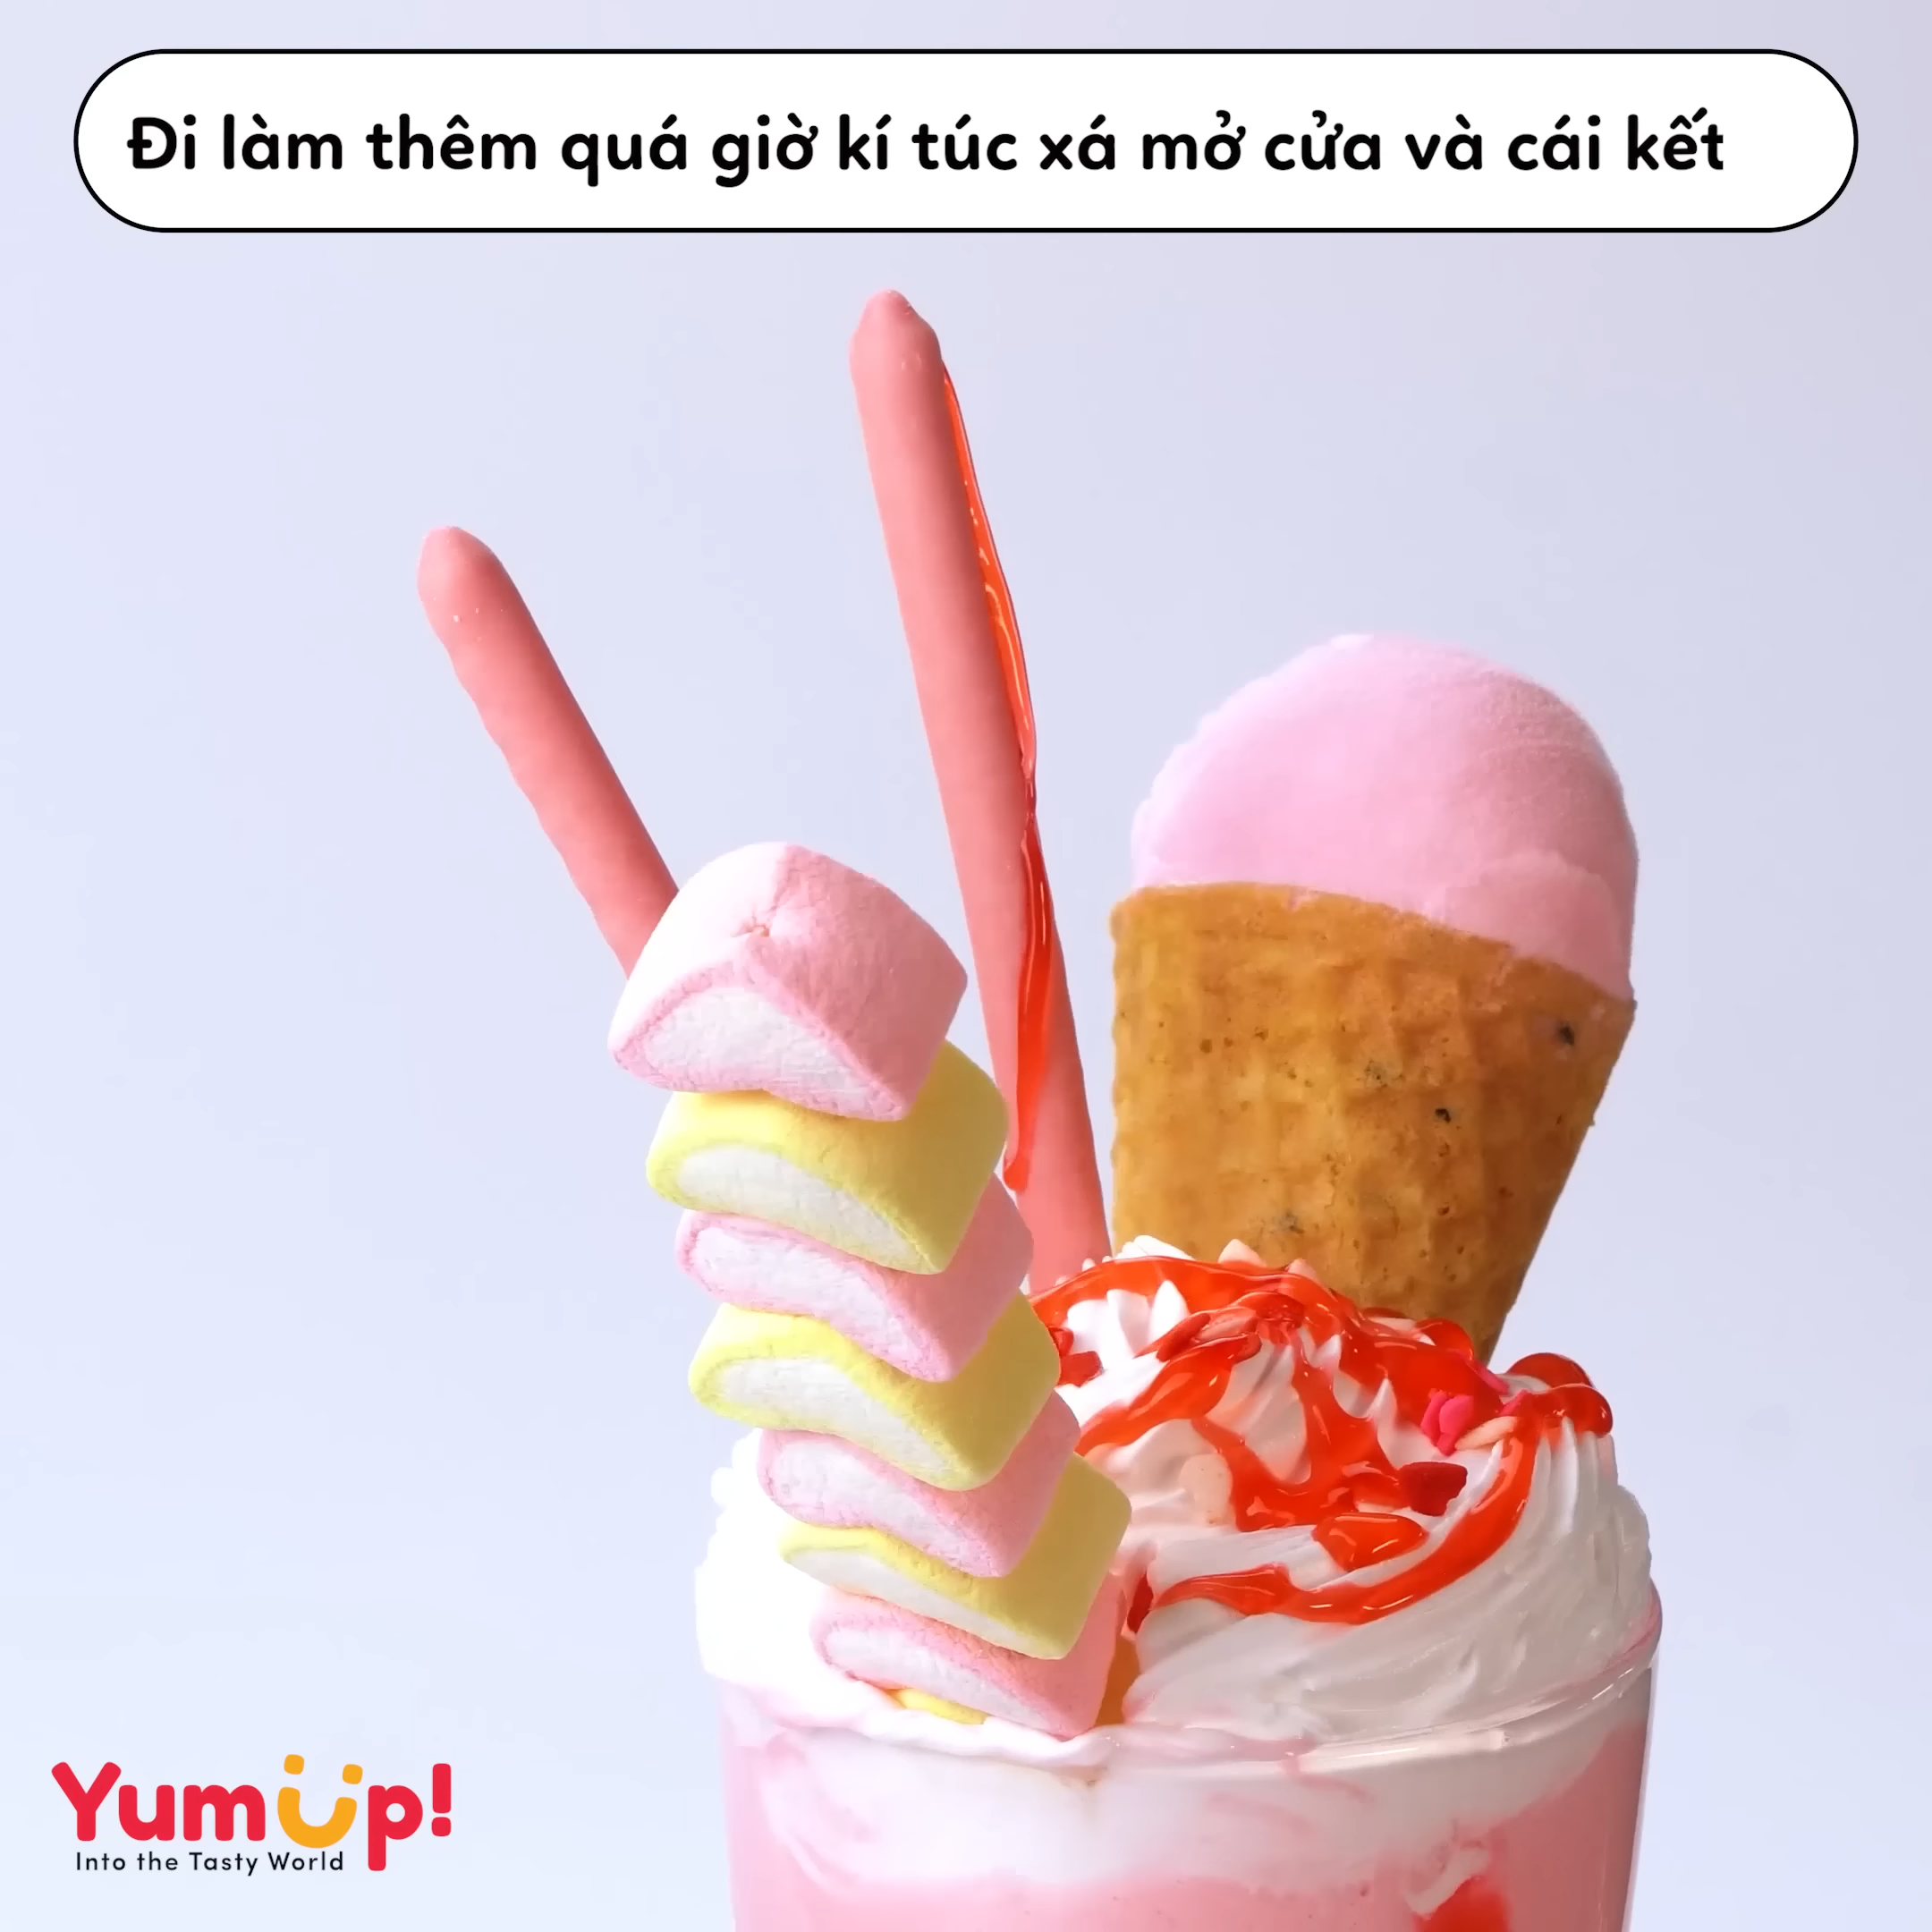 Đi làm thêm quá giờ kí túc xá mở cửa và cái kết
YumUp!
Into the Tasty World